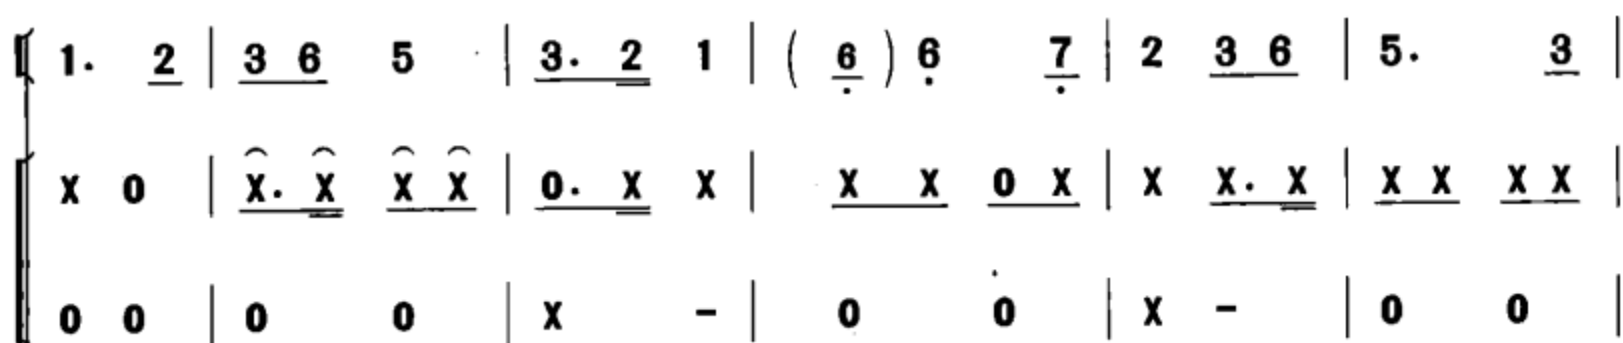 1. 2 | 3 6 5 | 3. 2 1 | ( 6̣ ) 6̣ 7̣ | 2 3 6 | 5. 3 |
X 0 | X. X X X | 0. X X | X X 0 X | X X. X | X X X X |
0 0 | 0 0 | X - | 0 0 | X - | 0 0 |